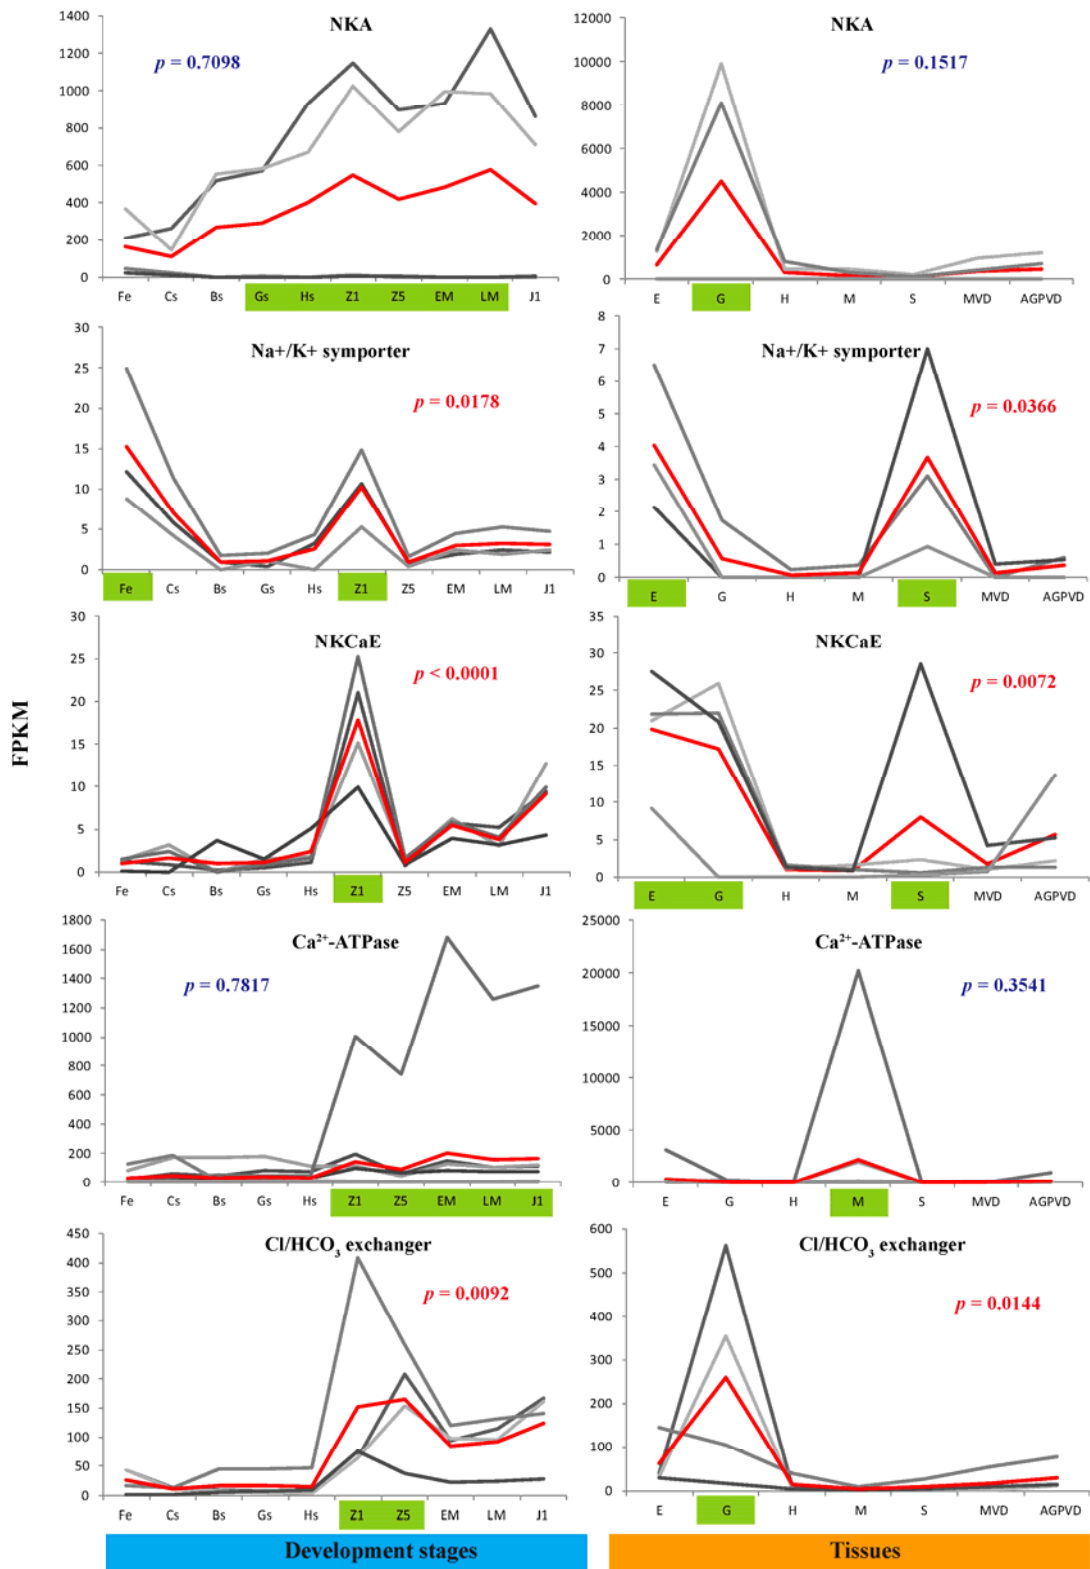 NKA
p = 0.7098
1400
1200
1000
800
600
400
200
0
Fe Cs Bs Gs Hs Z1 Z5 EM LM J1
NKA
p = 0.1517
12000
10000
8000
6000
4000
2000
0
E G H M S MVD AGPVD
Na+/K+ symporter
p = 0.0178
30
25
20
15
10
5
0
Fe Cs Bs Gs Hs Z1 Z5 EM LM J1
Na+/K+ symporter
p = 0.0366
8
7
6
5
4
3
2
1
0
E G H M S MVD AGPVD
FPKM
NKCaE
p < 0.0001
30
25
20
15
10
5
0
Fe Cs Bs Gs Hs Z1 Z5 EM LM J1
NKCaE
p = 0.0072
35
30
25
20
15
10
5
0
E G H M S MVD AGPVD
Ca²⁺-ATPase
p = 0.7817
1800
1600
1400
1200
1000
800
600
400
200
0
Fe Cs Bs Gs Hs Z1 Z5 EM LM J1
Ca²⁺-ATPase
p = 0.3541
25000
20000
15000
10000
5000
0
E G H M S MVD AGPVD
Cl/HCO₃ exchanger
p = 0.0092
450
400
350
300
250
200
150
100
50
0
Fe Cs Bs Gs Hs Z1 Z5 EM LM J1
Cl/HCO₃ exchanger
p = 0.0144
600
500
400
300
200
100
0
E G H M S MVD AGPVD
Development stages
Tissues